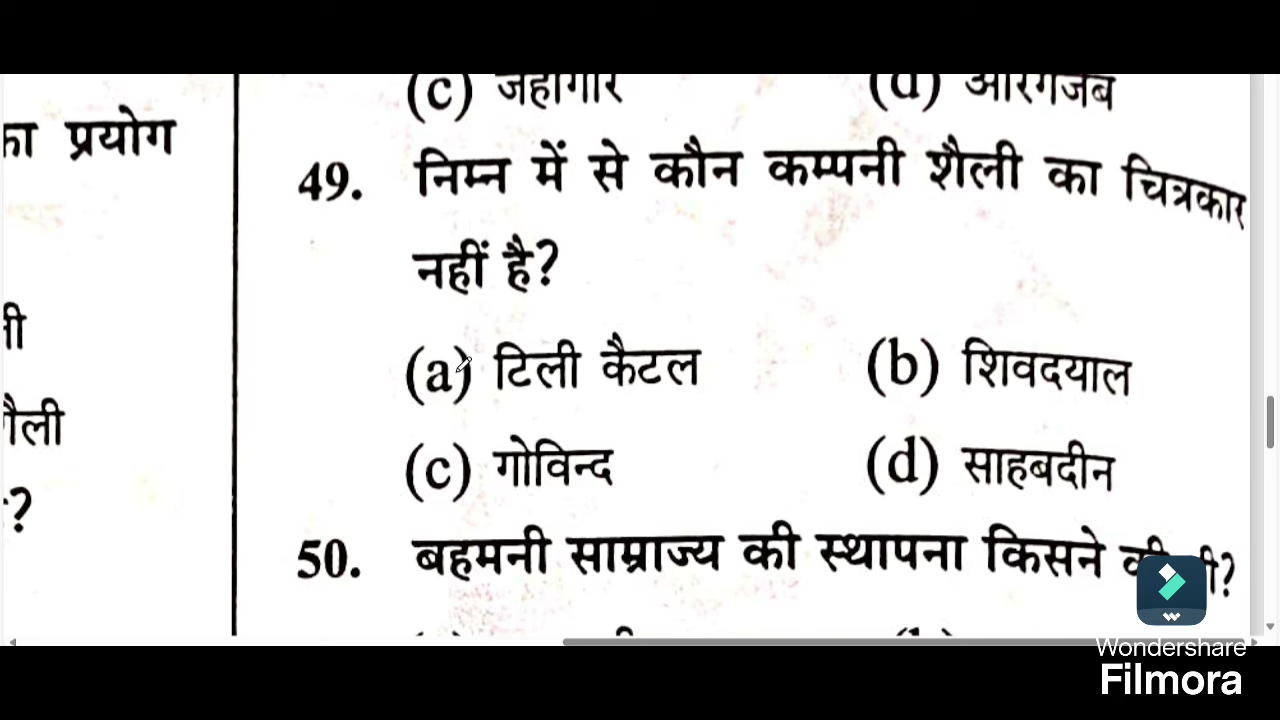 (c) जहाँगीर (d) औरंगजेब
का प्रयोग
49. निम्न में से कौन कम्पनी शैली का चित्रकार
नहीं है?
(a) टिली कैटल (b) शिवदयाल
शैली
(c) गोविन्द (d) साहबदीन
?
50. बहमनी साम्राज्य की स्थापना किसने की थी?
Wondershare
Filmora